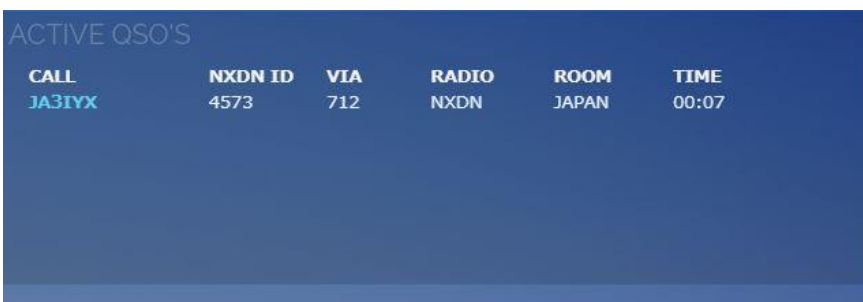 ACTIVE QSO'S
CALL NXDN ID VIA RADIO ROOM TIME
JA3IYX 4573 712 NXDN JAPAN 00:07